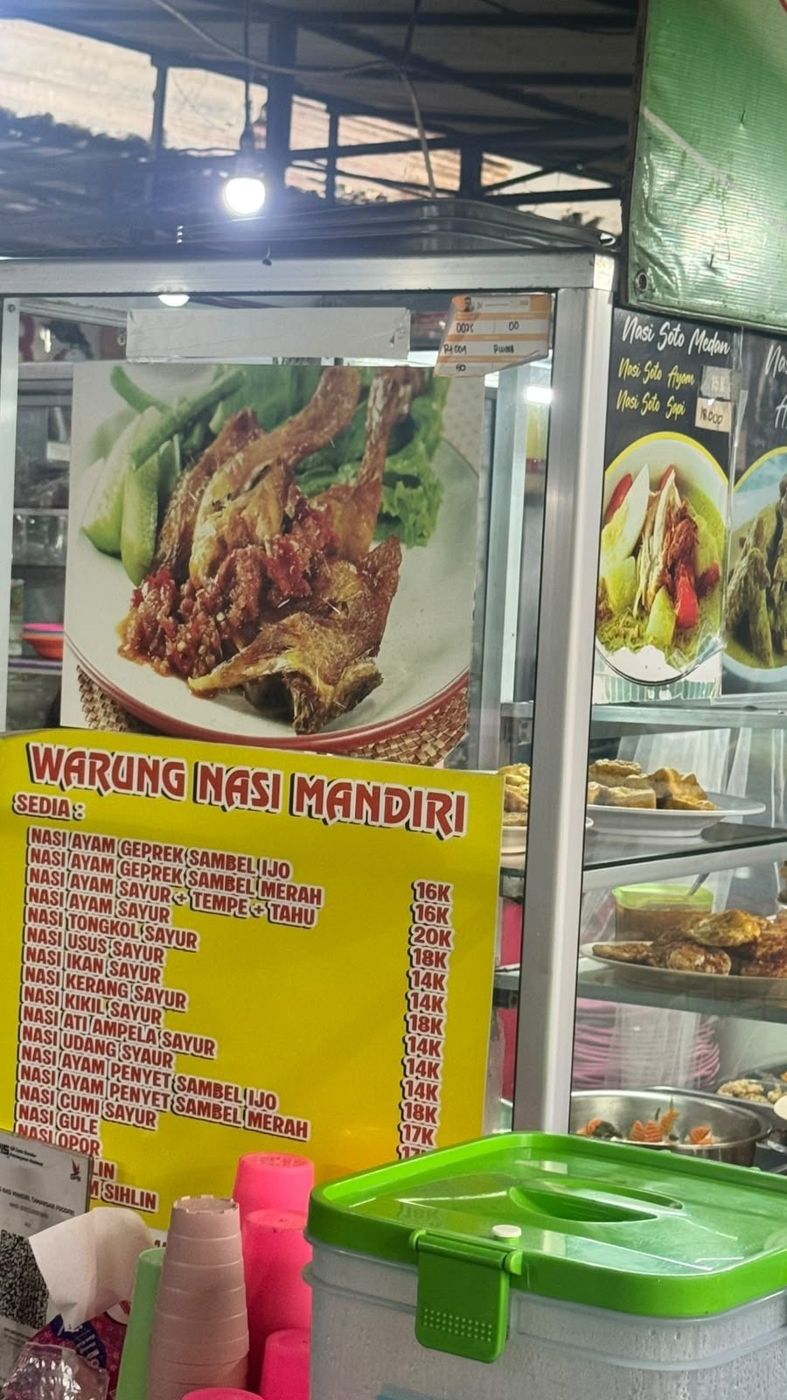 Nasi Soto Medan
Nasi Soto Ayam
Nasi Soto Sapi 18.000
WARUNG NASI MANDIRI
SEDIA :
NASI AYAM GEPREK SAMBEL IJO 16K
NASI AYAM GEPREK SAMBEL MERAH 16K
NASI AYAM SAYUR + TEMPE + TAHU 20K
NASI AYAM SAYUR 18K
NASI TONGKOL SAYUR 14K
NASI USUS SAYUR 14K
NASI IKAN SAYUR 18K
NASI KERANG SAYUR 14K
NASI KIKIL SAYUR 14K
NASI ATI AMPELA SAYUR 14K
NASI UDANG SYAUR 18K
NASI AYAM PENYET SAMBEL IJO 17K
NASI AYAM PENYET SAMBEL MERAH
NASI CUMI SAYUR
NASI GULE
NASI OPOR
SIHLIN